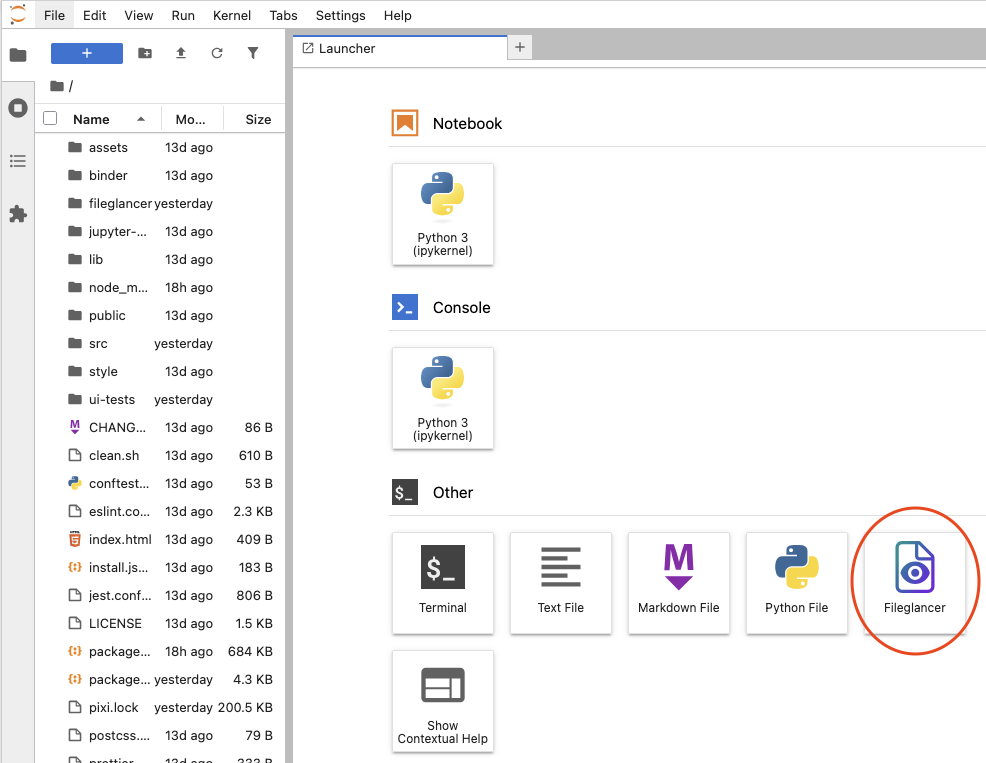 File Edit View Run Kernel Tabs Settings Help
+
/
Name Mo... Size
assets 13d ago
binder 13d ago
fileglancer yesterday
jupyter-... 13d ago
lib 13d ago
node_m... 18h ago
public 13d ago
src yesterday
style 13d ago
ui-tests yesterday
M CHANG... 13d ago 86 B
clean.sh 13d ago 610 B
conftest... 13d ago 53 B
eslint.co... 13d ago 2.3 KB
index.html 13d ago 409 B
install.js... 13d ago 183 B
jest.conf... 13d ago 806 B
LICENSE 13d ago 1.5 KB
package... 18h ago 684 KB
package... yesterday 4.3 KB
pixi.lock yesterday 200.5 KB
postcss.... 13d ago 79 B
Launcher +
Notebook
Python 3
(ipykernel)
>_ Console
Python 3
(ipykernel)
$_ Other
$_
Terminal
Text File
M
Markdown File
Python File
Fileglancer
Show
Contextual Help